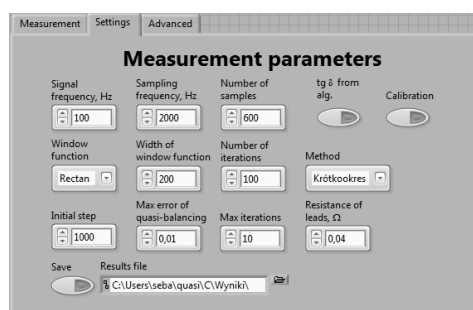 Measurement Settings Advanced
Measurement parameters
Signal frequency, Hz
100
Sampling frequency, Hz
2000
Number of samples
600
tg δ from alg.
Calibration
Window function
Rectan
Width of window function
200
Number of iterations
100
Method
Krótkookres
Initial step
1000
Max error of quasi-balancing
0,01
Max iterations
10
Resistance of leads, Ω
0,04
Save
Results file
C:\Users\seba\quasi\C\Wyniki\